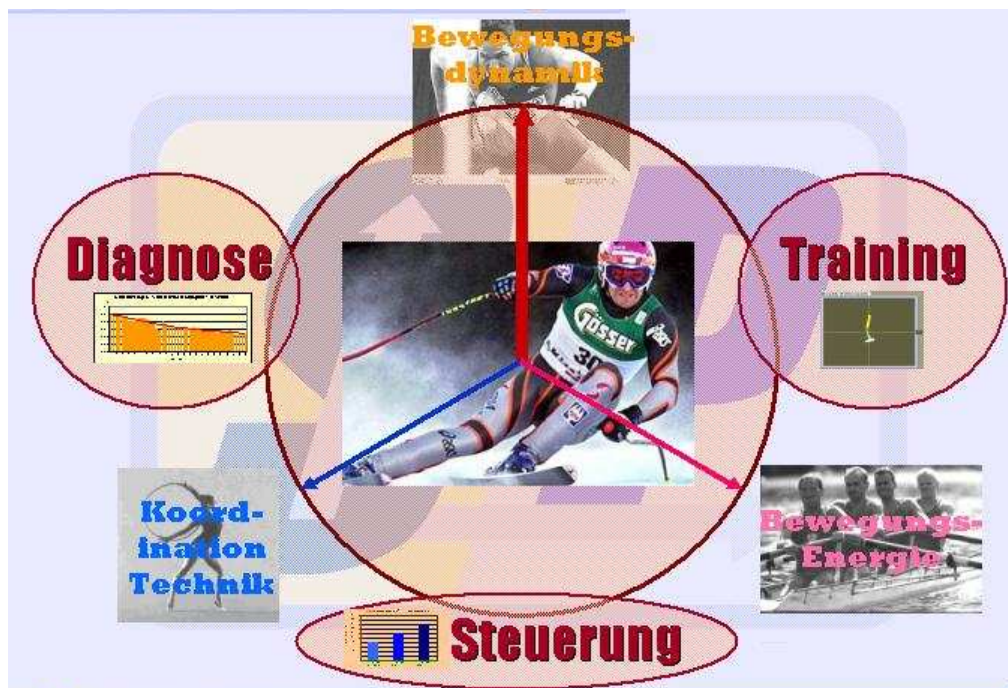 Bewegungs-
dynamik
Diagnose
Training
Gösser
30
Koord-
ination
Technik
Bewegungs-
Energie
Steuerung